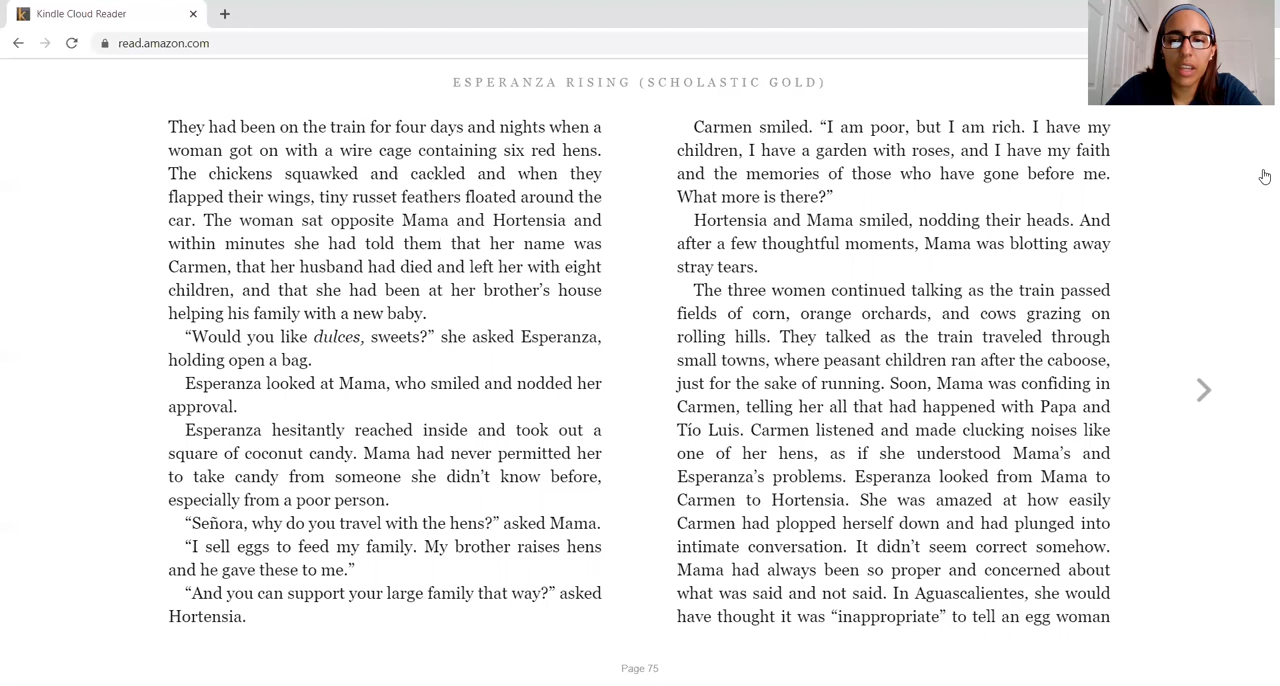 Kindle Cloud Reader
read.amazon.com
ESPERANZA RISING (SCHOLASTIC GOLD)
They had been on the train for four days and nights when a
woman got on with a wire cage containing six red hens.
The chickens squawked and cackled and when they
flapped their wings, tiny russet feathers floated around the
car. The woman sat opposite Mama and Hortensia and
within minutes she had told them that her name was
Carmen, that her husband had died and left her with eight
children, and that she had been at her brother’s house
helping his family with a new baby.
“Would you like dulces, sweets?” she asked Esperanza,
holding open a bag.
Esperanza looked at Mama, who smiled and nodded her
approval.
Esperanza hesitantly reached inside and took out a
square of coconut candy. Mama had never permitted her
to take candy from someone she didn’t know before,
especially from a poor person.
“Señora, why do you travel with the hens?” asked Mama.
“I sell eggs to feed my family. My brother raises hens
and he gave these to me.”
“And you can support your large family that way?” asked
Hortensia.
Carmen smiled. “I am poor, but I am rich. I have my
children, I have a garden with roses, and I have my faith
and the memories of those who have gone before me.
What more is there?”
Hortensia and Mama smiled, nodding their heads. And
after a few thoughtful moments, Mama was blotting away
stray tears.
The three women continued talking as the train passed
fields of corn, orange orchards, and cows grazing on
rolling hills. They talked as the train traveled through
small towns, where peasant children ran after the caboose,
just for the sake of running. Soon, Mama was confiding in
Carmen, telling her all that had happened with Papa and
Tío Luis. Carmen listened and made clucking noises like
one of her hens, as if she understood Mama’s and
Esperanza’s problems. Esperanza looked from Mama to
Carmen to Hortensia. She was amazed at how easily
Carmen had plopped herself down and had plunged into
intimate conversation. It didn’t seem correct somehow.
Mama had always been so proper and concerned about
what was said and not said. In Aguascalientes, she would
have thought it was “inappropriate” to tell an egg woman
Page 75